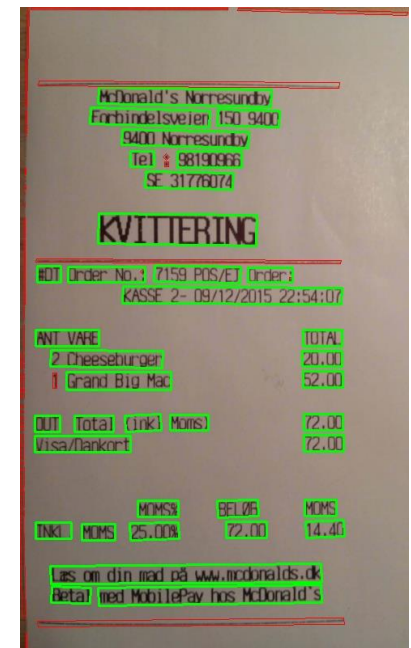 McDonald's Nørresundby
Forbindelsvejen 150 9400
9400 Nørresundby
Tel : 98190966
SE 31776074
KVITTERING
#DT Order No.: 7159 POS/EJ Order:
KASSE 2- 09/12/2015 22:54:07
ANT VARE TOTAL
2 Cheeseburger 20.00
1 Grand Big Mac 52.00
OUT Total (inkl Moms) 72.00
Visa/Dankort 72.00
MOMS% BELØB MOMS
INKL MOMS 25.00% 72.00 14.40
Læs om din mad på www.mcdonalds.dk
Betal med MobilePay hos McDonald's